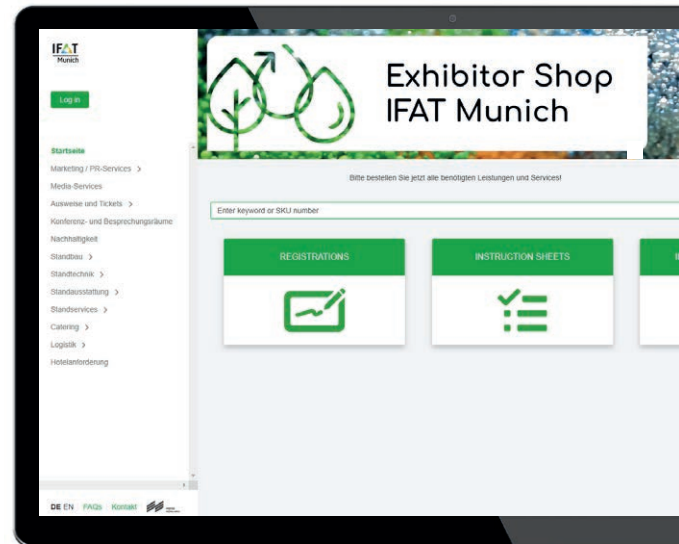 IFAT
Munich
Log in
Startseite
Marketing / PR-Services >
Media-Services
Ausweise und Tickets >
Konferenz- und Besprechungsräume
Nachhaltigkeit
Standbau >
Standtechnik >
Standausstattung >
Standservices >
Catering >
Logistik >
Hotelanforderung
DE EN FAQs Kontakt
Exhibitor Shop
IFAT Munich
Bitte bestellen Sie jetzt alle benötigten Leistungen und Services!
Enter keyword or SKU number
REGISTRATIONS
INSTRUCTION SHEETS